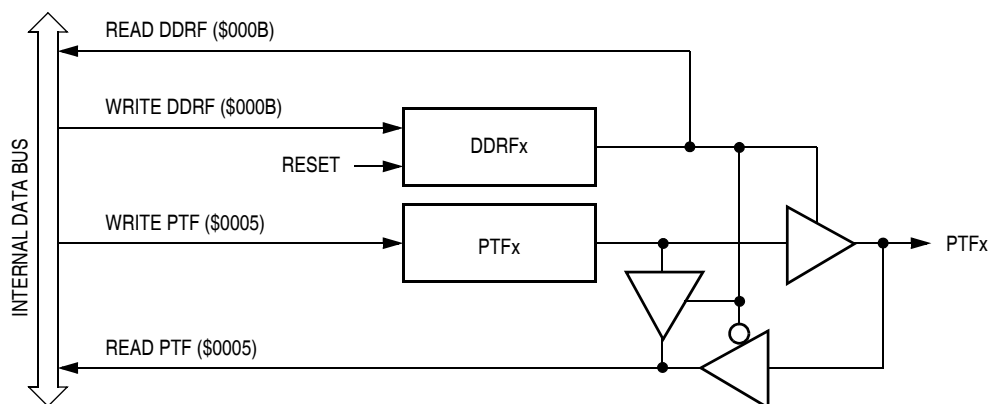 READ DDRF ($000B)
WRITE DDRF ($000B)
DDRFx
RESET
WRITE PTF ($0005)
PTFx
PTFx
READ PTF ($0005)
INTERNAL DATA BUS